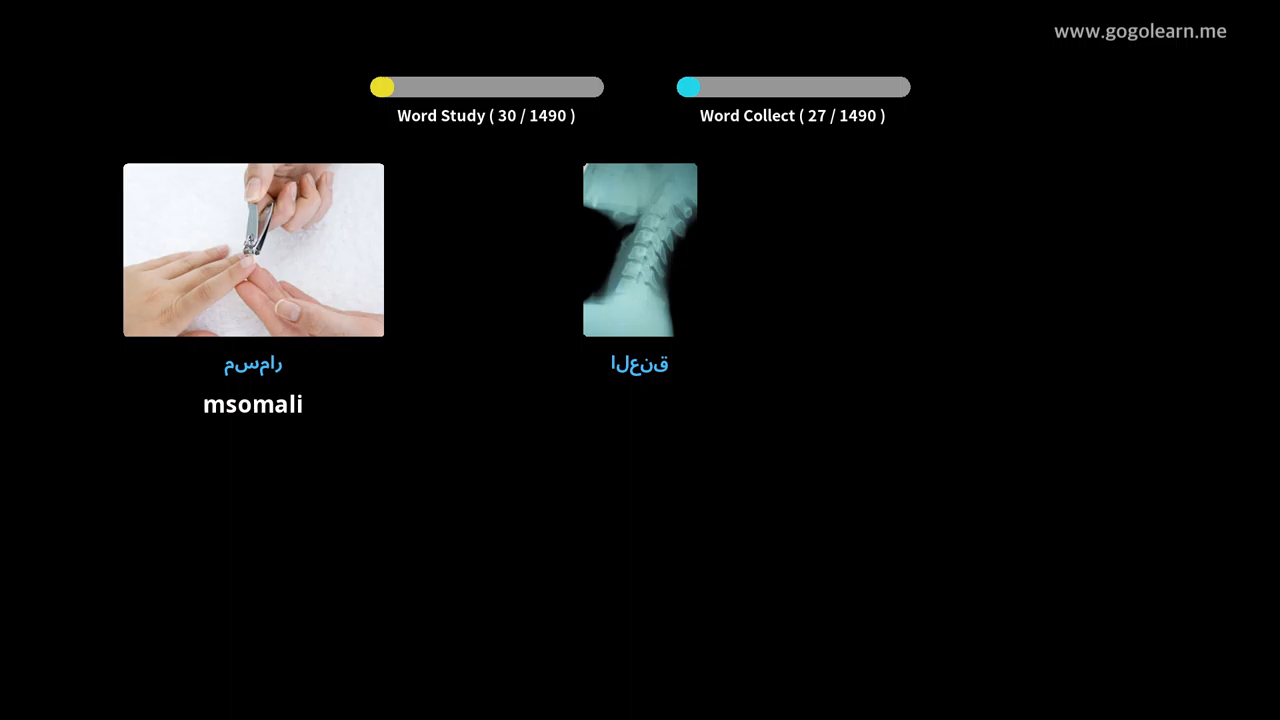 www.gogolearn.me
Word Study ( 30 / 1490 )
Word Collect ( 27 / 1490 )
مسمار
العنق
msomali